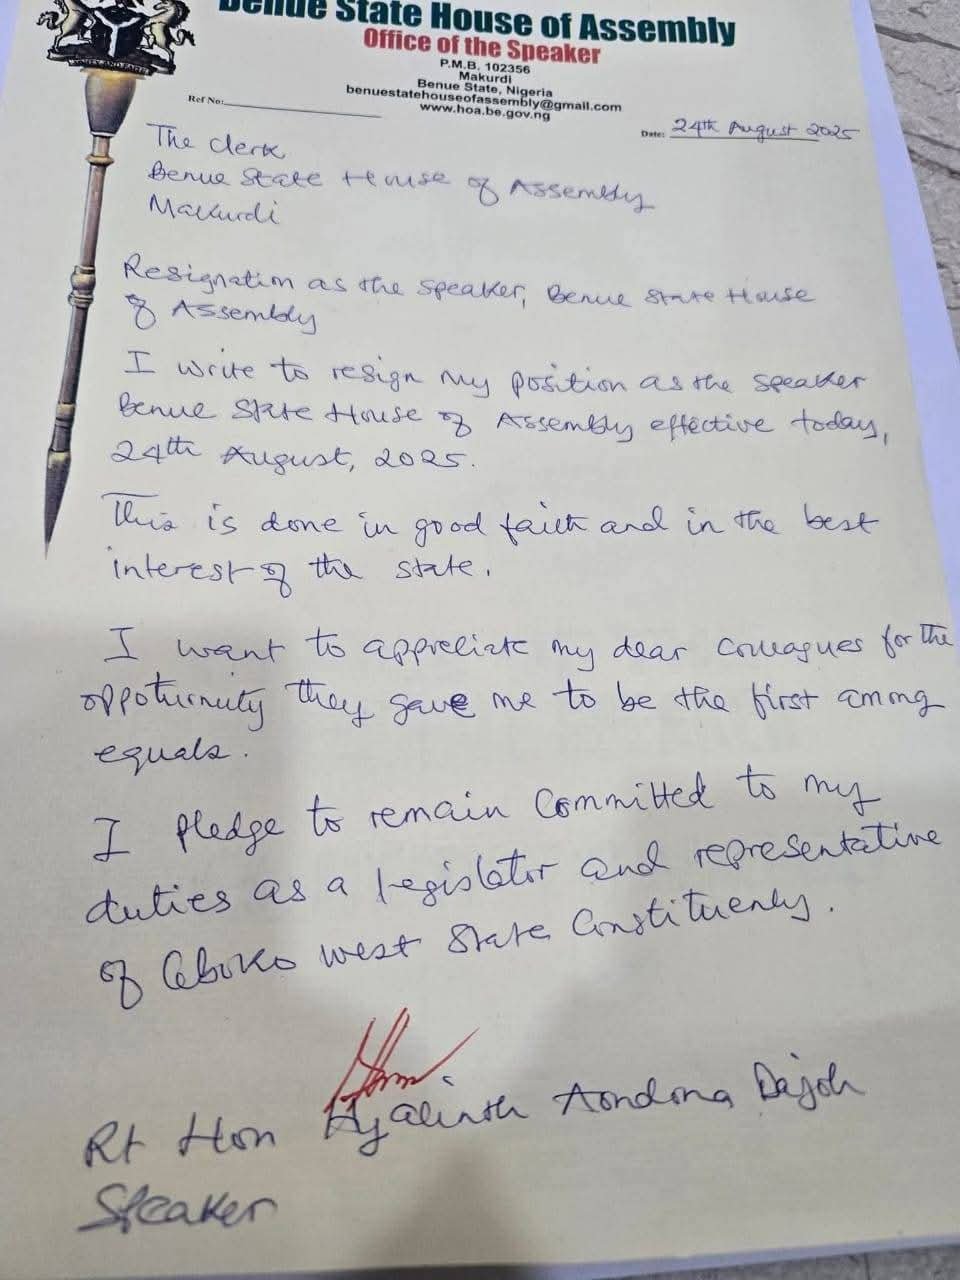 Benue State House of Assembly
Office of the Speaker
P.M.B. 102356
Makurdi
Benue State, Nigeria
benuestatehouseofassembly@gmail.com
www.hoa.be.gov.ng
Ref No:
Date: 24th August 2025
The Clerk
Benue State House of Assembly
Makurdi
Resignation as the Speaker, Benue State House
of Assembly
I write to resign my position as the Speaker
Benue State House of Assembly effective today,
24th August, 2025.
This is done in good faith and in the best
interest of the state.
I want to appreciate my dear colleagues for the
oppoturnuty they gave me to be the first among
equals.
I pledge to remain committed to my
duties as a legislator and representative
of Gboko West State Constituency.
Rt Hon Hyacinth Aondona Dajoh
Speaker